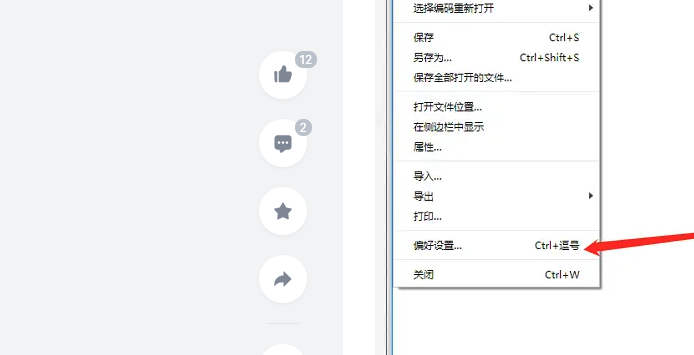 12
2
选择编码重新打开
保存 Ctrl+S
另存为... Ctrl+Shift+S
保存全部打开的文件...
打开文件位置...
在侧边栏中显示
属性...
导入...
导出
打印...
偏好设置... Ctrl+逗号
关闭 Ctrl+W